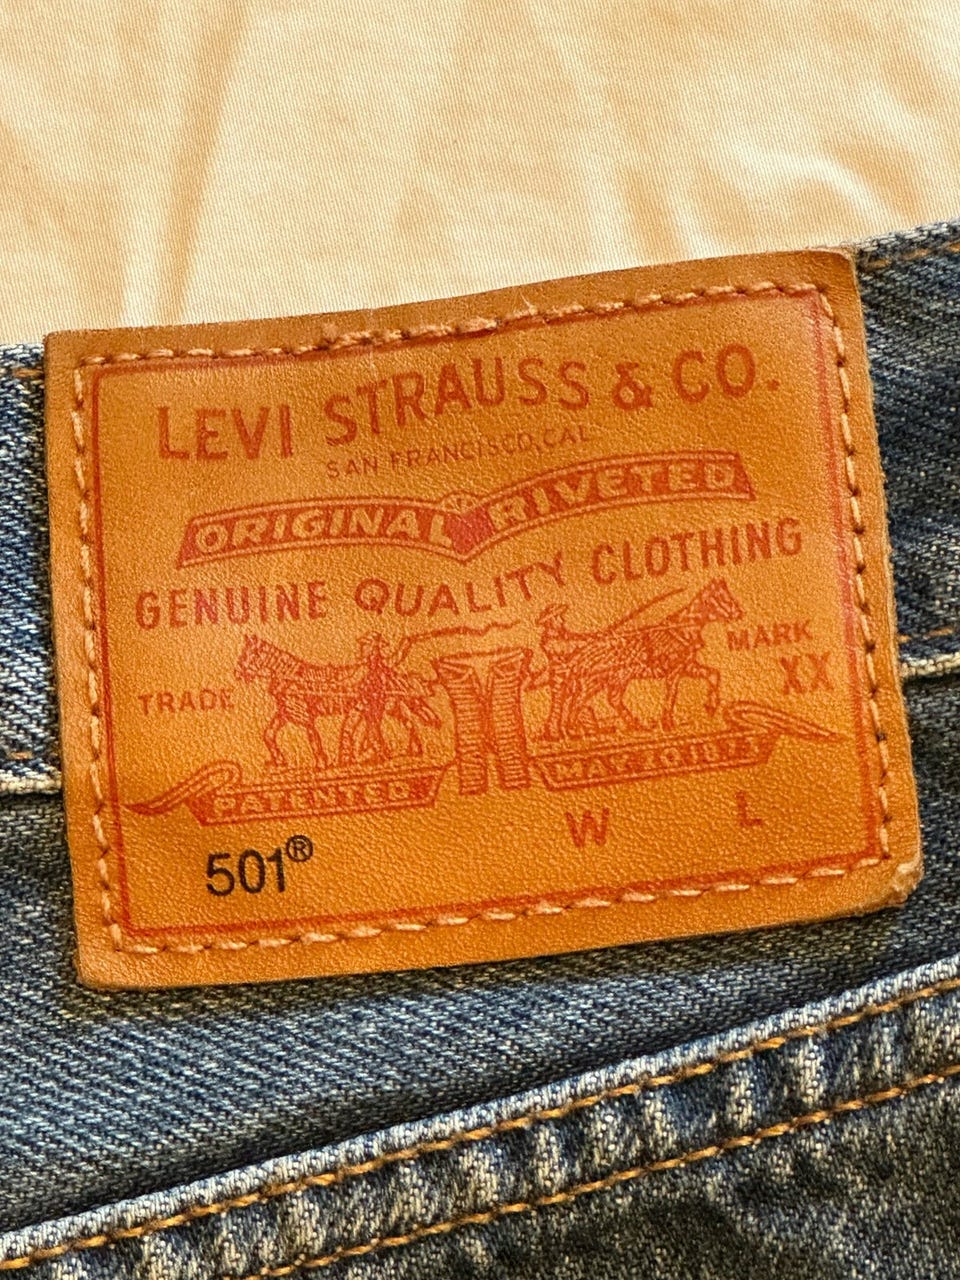 LEVI STRAUSS & CO.
SAN FRANCISCO, CAL
ORIGINAL RIVETED
GENUINE QUALITY CLOTHING
TRADE MARK
XX
PATENTED MAY 20 1873
501® W L